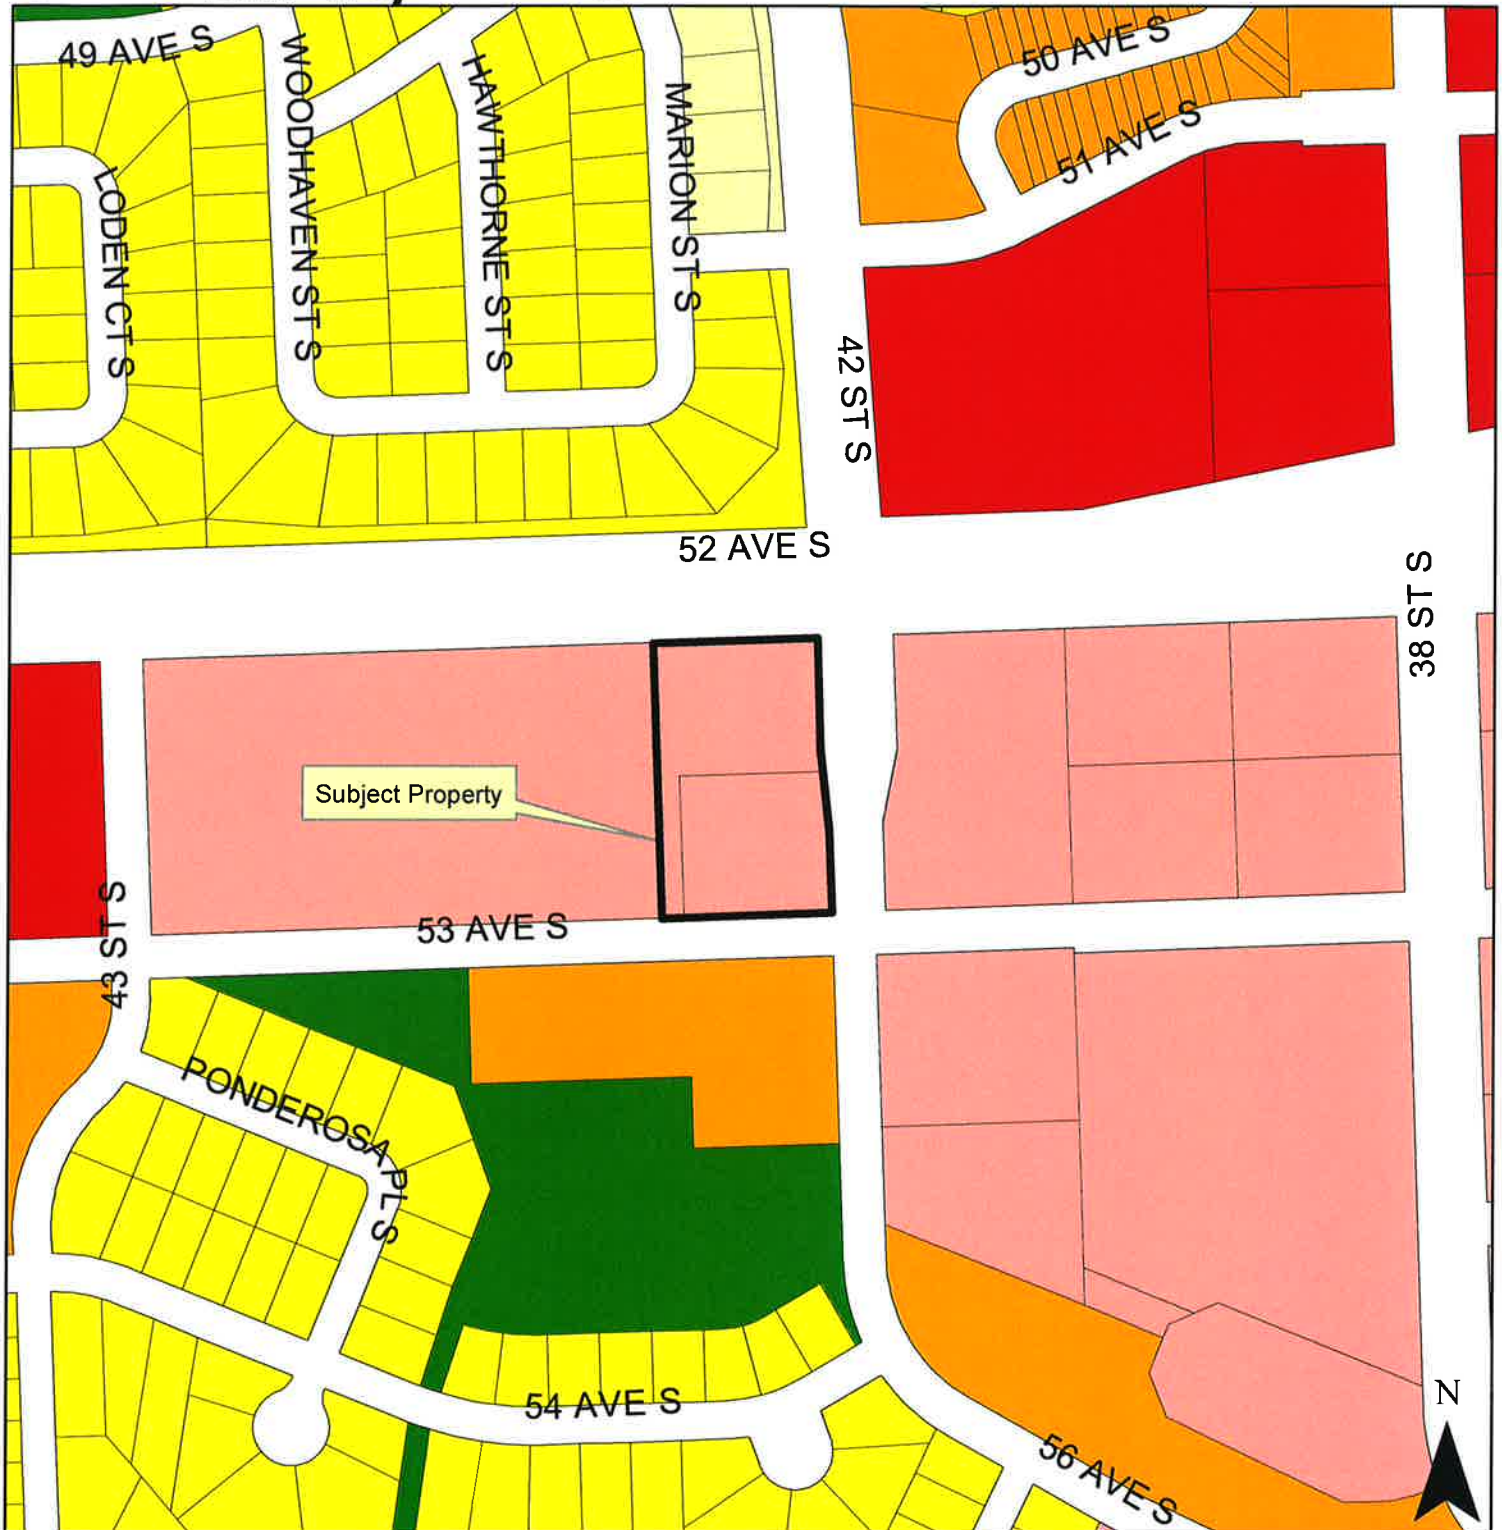 49 AVE S
WOODHAVEN ST S
HAWTHORNE ST S
MARION ST S
50 AVE S
51 AVE S
LODEN CT S
42 ST S
52 AVE S
38 ST S
Subject Property
43 ST S
53 AVE S
PONDEROSA PL S
54 AVE S
56 AVE S
N